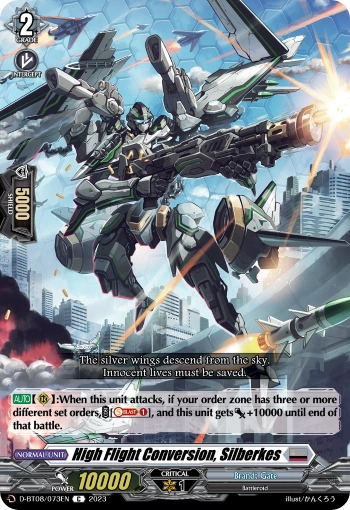 2
GRADE
INTERCEPT
5000
SHIELD
The silver wings descend from the sky.
Innocent lives must be saved.
AUTO [ R ]:When this unit attacks, if your order zone has three or more
different set orders, [ BLAST 1 ], and this unit gets +10000 until end of
that battle.
NORMAL UNIT High Flight Conversion, Silberkes
POWER 10000 CRITICAL 1 Brandt Gate
Battleroid
D-BT08/073EN C 2023 illust/かんくろう